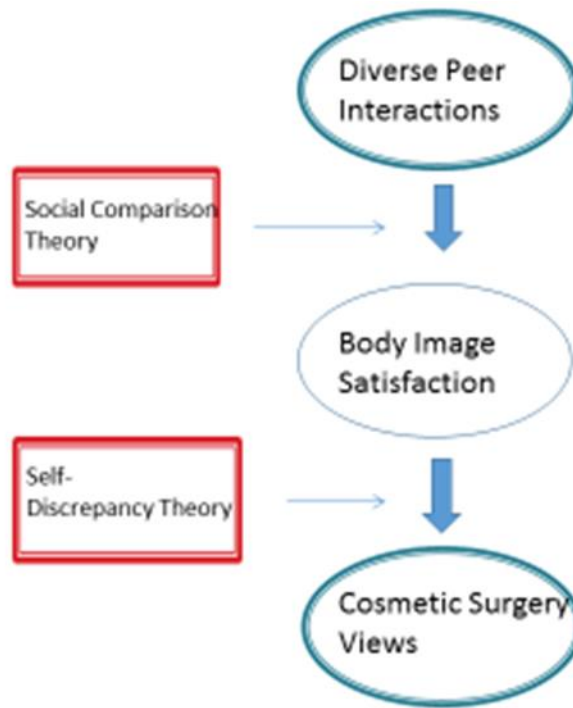 Diverse Peer
Interactions
Social Comparison
Theory
Body Image
Satisfaction
Self-
Discrepancy Theory
Cosmetic Surgery
Views